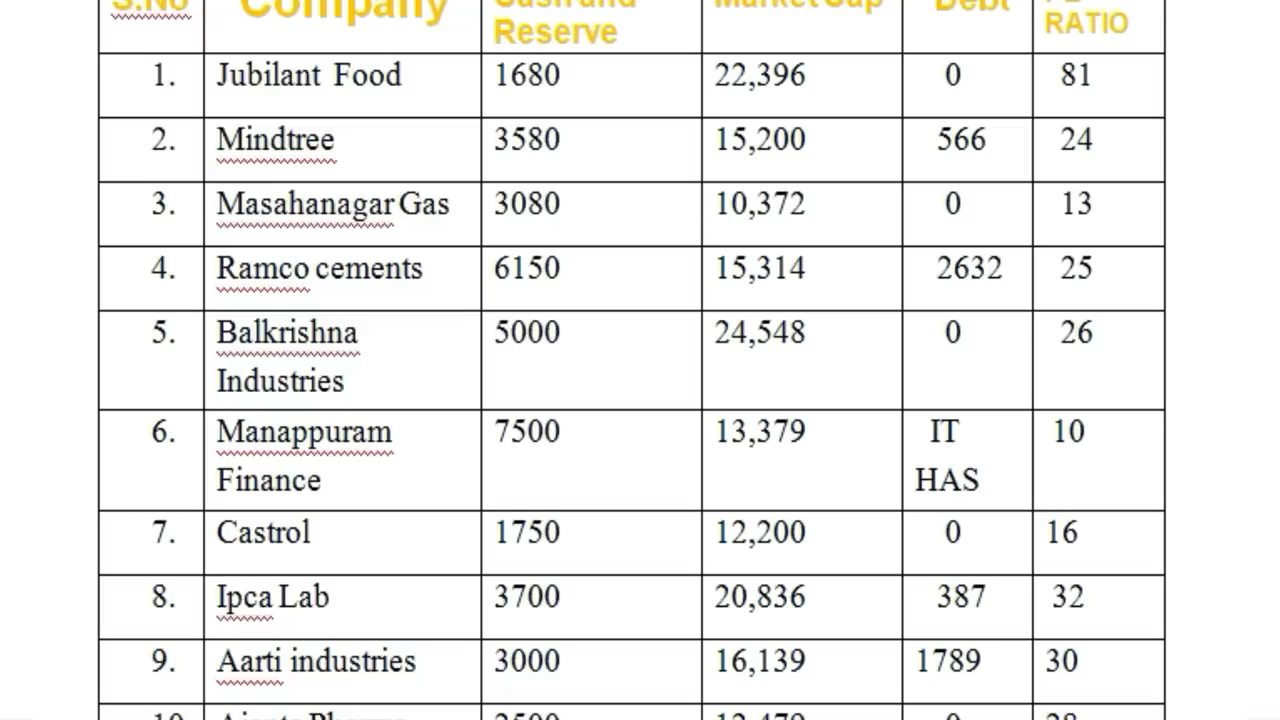 S.No Company Cash and Reserve Market Cap Debt PE RATIO
1. Jubilant Food 1680 22,396 0 81
2. Mindtree 3580 15,200 566 24
3. Masahanagar Gas 3080 10,372 0 13
4. Ramco cements 6150 15,314 2632 25
5. Balkrishna Industries 5000 24,548 0 26
6. Manappuram Finance 7500 13,379 IT HAS 10
7. Castrol 1750 12,200 0 16
8. Ipca Lab 3700 20,836 387 32
9. Aarti industries 3000 16,139 1789 30
10 Ajanta Pharma 2500 12,479 0 28